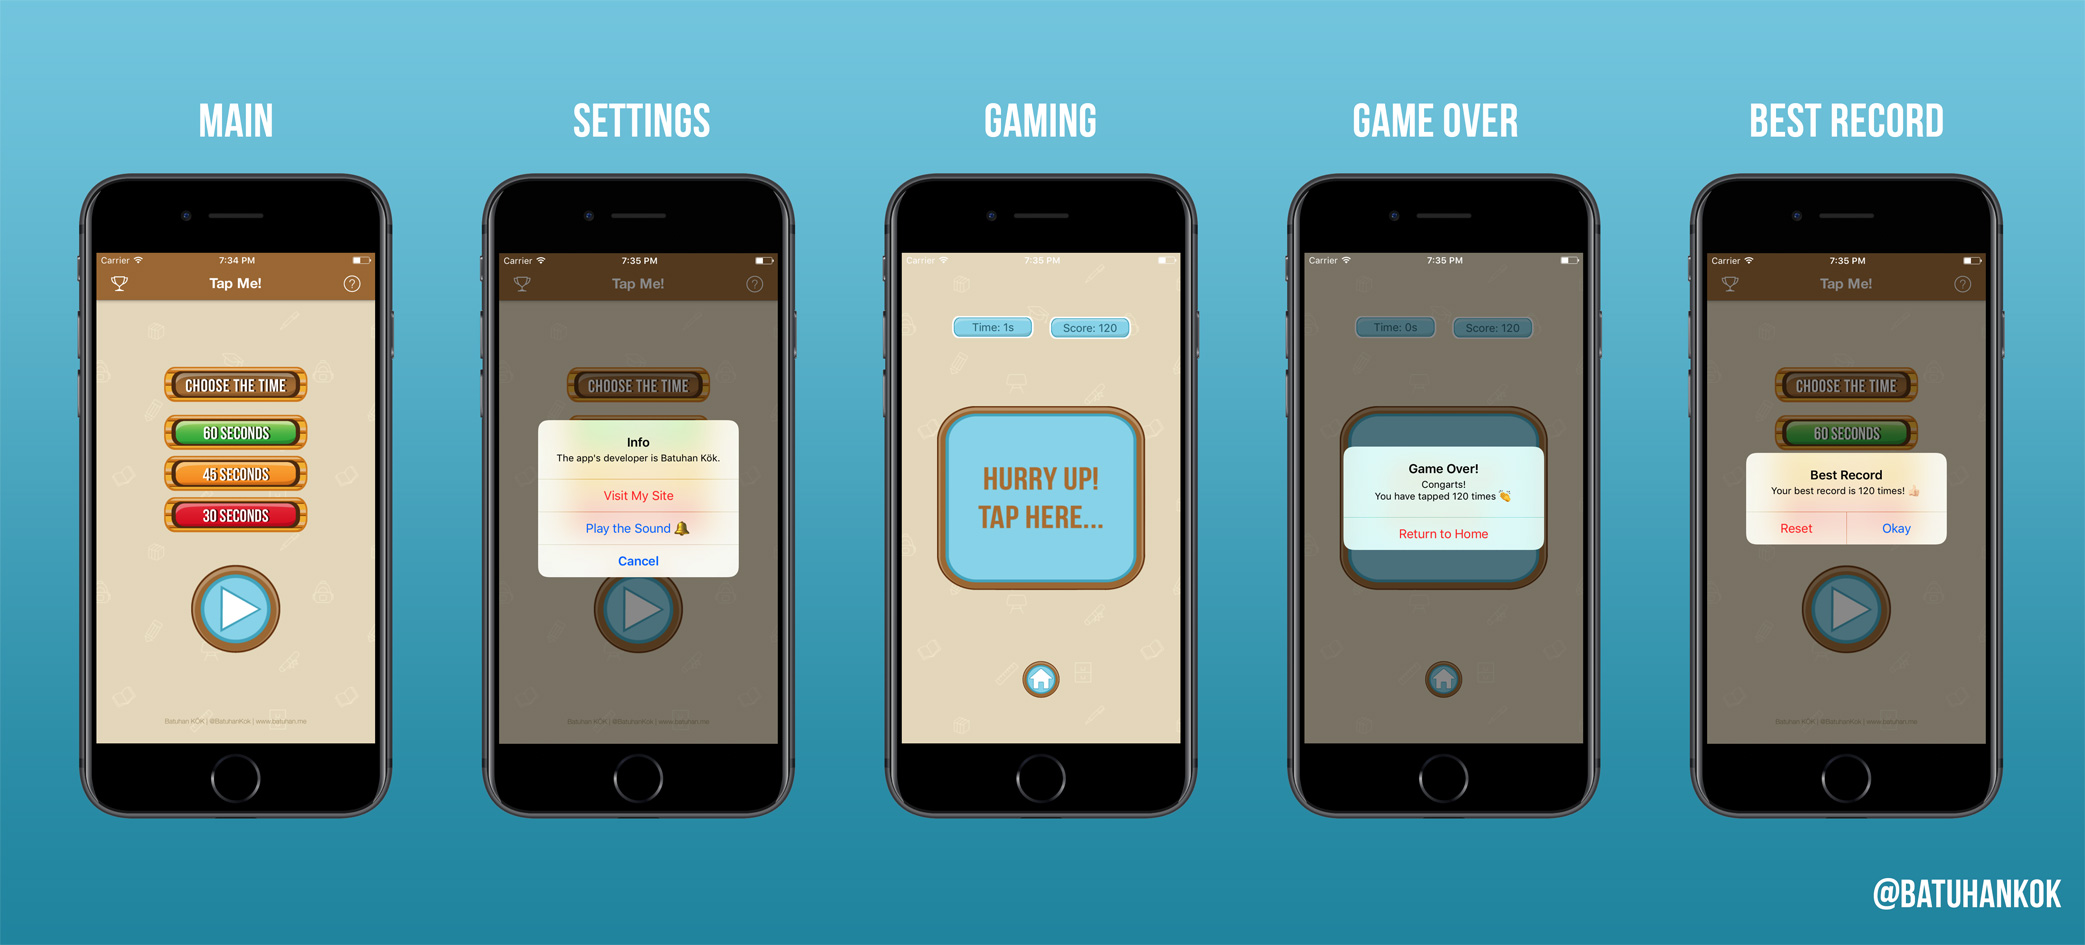 MAIN
SETTINGS
GAMING
GAME OVER
BEST RECORD
Carrier
7:34 PM
Tap Me!
?
CHOOSE THE TIME
60 SECONDS
45 SECONDS
30 SECONDS
Batuhan KÖK | @BatuhanKok | www.batuhan.me
Carrier
7:35 PM
Tap Me!
?
CHOOSE THE TIME
Info
The app's developer is Batuhan Kök.
Visit My Site
Play the Sound 🔔
Cancel
Batuhan KÖK | @BatuhanKok | www.batuhan.me
Carrier
7:35 PM
Time: 1s
Score: 120
HURRY UP!
TAP HERE...
Carrier
7:35 PM
Time: 0s
Score: 120
Game Over!
Congarts!
You have tapped 120 times 👏
Return to Home
Carrier
7:35 PM
Tap Me!
?
CHOOSE THE TIME
60 SECONDS
Best Record
Your best record is 120 times! 👍🏻
Reset
Okay
Batuhan KÖK | @BatuhanKok | www.batuhan.me
@BATUHANKOK